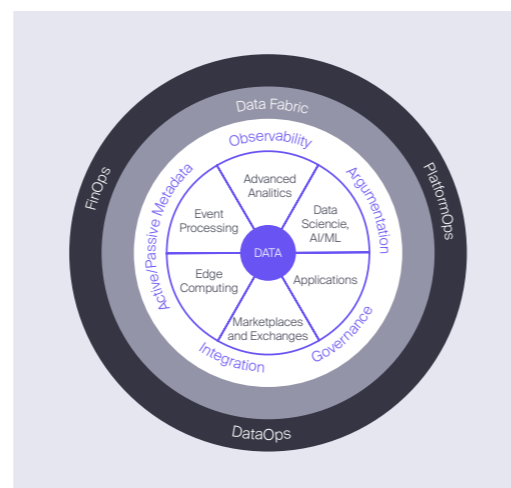 Data Fabric
Observability
FinOps
Active/Passive Metadata
Argumentation
PlatformOps
Advanced
Analitics
Event
Processing
Data
Sciencie,
AI/ML
DATA
Edge
Computing
Applications
Marketplaces
and Exchanges
Integration
Governance
DataOps